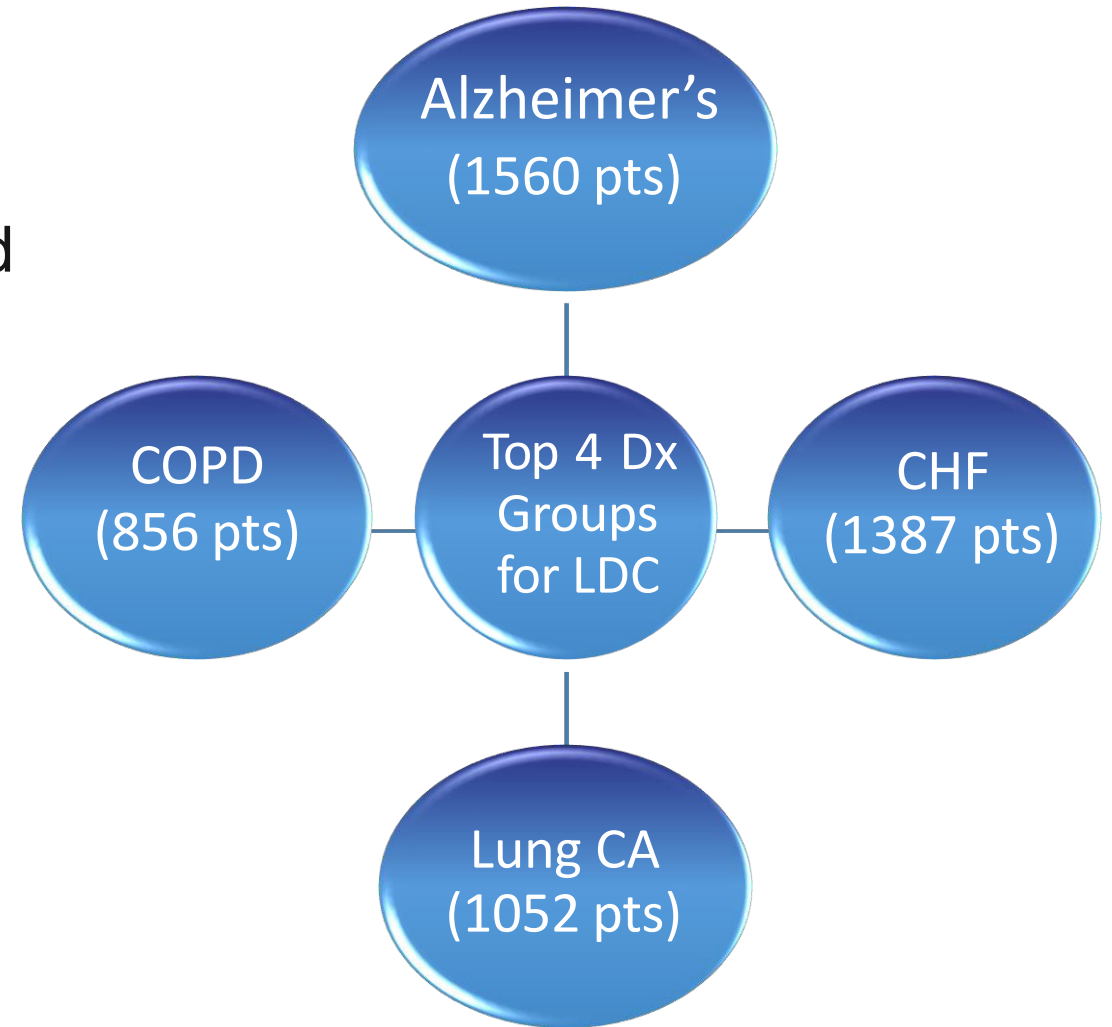 Alzheimer’s
(1560 pts)
d
COPD
(856 pts)
Top 4 Dx
Groups
for LDC
CHF
(1387 pts)
Lung CA
(1052 pts)